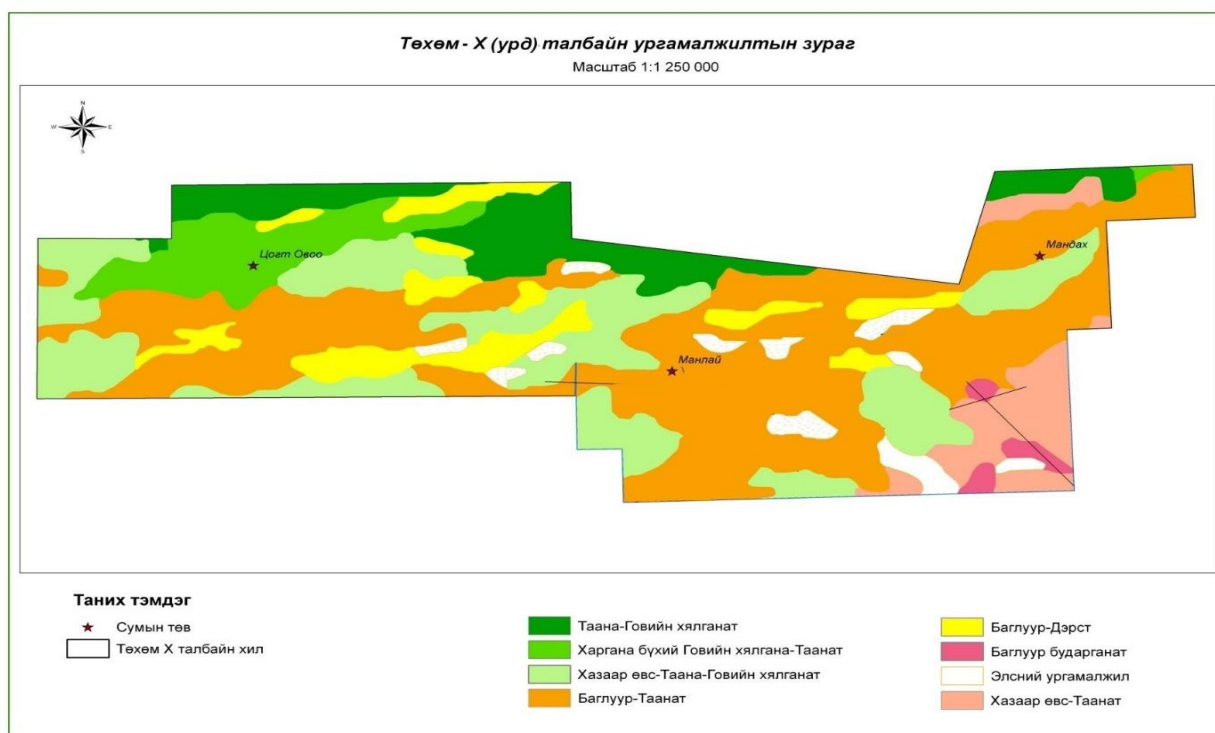 Төхөм - X (урд) талбайн ургамалжилтын зураг
Масштаб 1:1 250 000
N
W
E
S
Цогт Овоо
Мандах
Манлай
Таних тэмдэг
Сумын төв
Төхөм X талбайн хил
Таана-Говийн хялганат
Харгана бүхий Говийн хялгана-Таанат
Хазаар өвс-Таана-Говийн хялганат
Баглуур-Таанат
Баглуур-Дэрст
Баглуур бударганат
Элсний ургамалжил
Хазаар өвс-Таанат